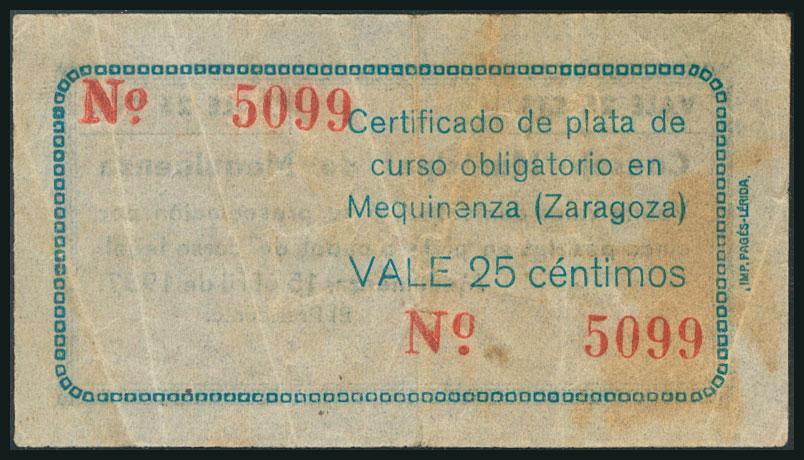 Nº 5099
Certificado de plata de
curso obligatorio en
Mequinenza (Zaragoza)
VALE 25 céntimos
Nº 5099
IMP. PAGÉS-LÉRIDA.